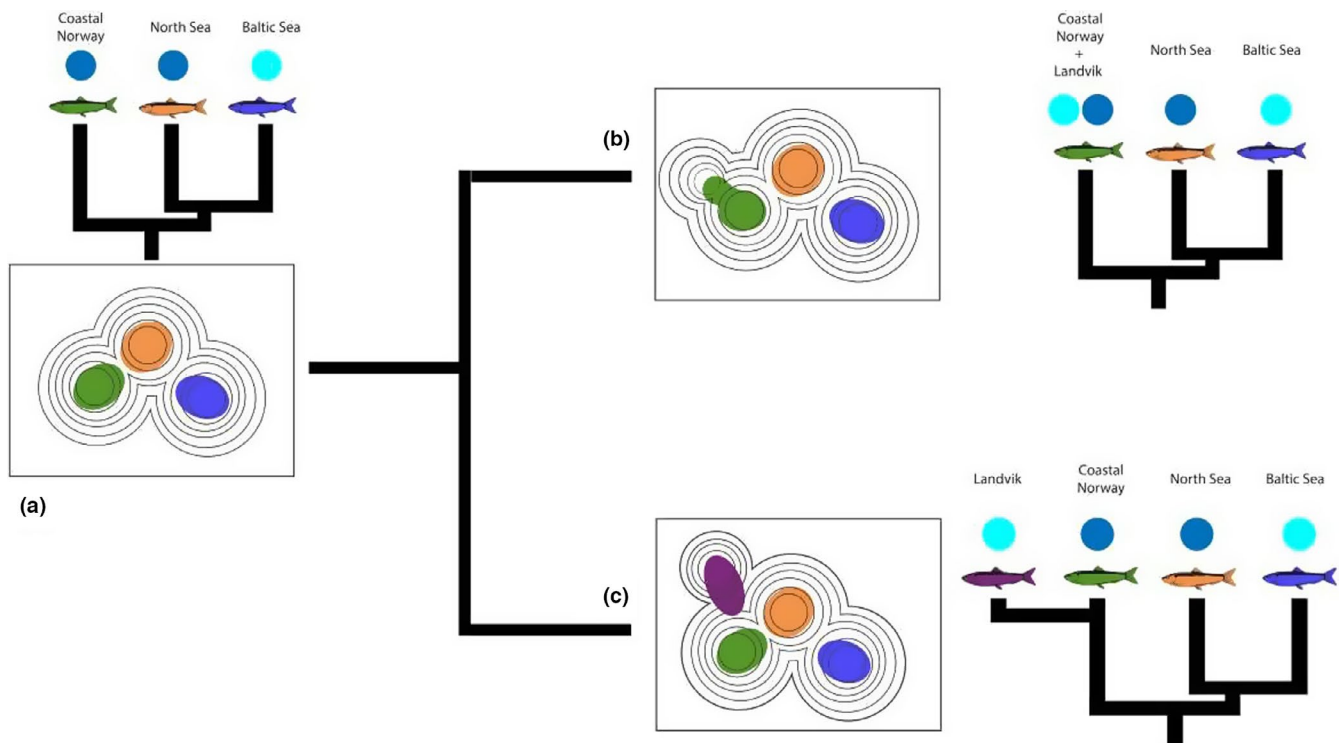 Coastal
Norway
North Sea
Baltic Sea
(a)
(b)
Coastal
Norway
+
Landvik
North Sea
Baltic Sea
(c)
Landvik
Coastal
Norway
North Sea
Baltic Sea